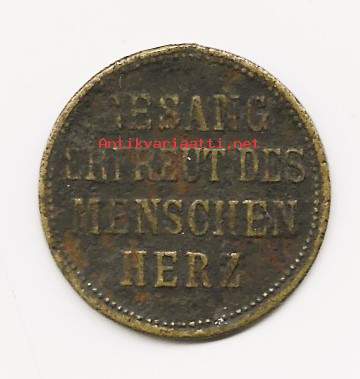 GESANG
Antikvariaatti.net
ERFREUT DES
MENSCHEN
HERZ